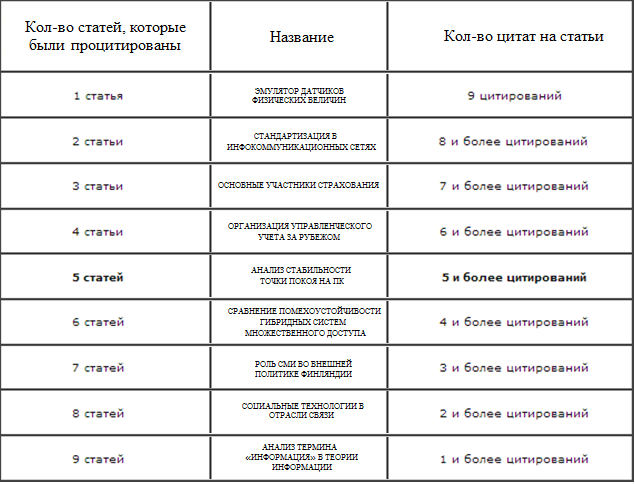 Кол-во статей, которые
были процитированы
Название
Кол-во цитат на статьи
1 статья
ЭМУЛЯТОР ДАТЧИКОВ
ФИЗИЧЕСКИХ ВЕЛИЧИН
9 цитирований
2 статьи
СТАНДАРТИЗАЦИЯ В
ИНФОКОММУНИКАЦИОННЫХ СЕТЯХ
8 и более цитирований
3 статьи
ОСНОВНЫЕ УЧАСТНИКИ СТРАХОВАНИЯ
7 и более цитирований
4 статьи
ОРГАНИЗАЦИЯ УПРАВЛЕНЧЕСКОГО
УЧЕТА ЗА РУБЕЖОМ
6 и более цитирований
5 статей
АНАЛИЗ СТАБИЛЬНОСТИ
ТОЧКИ ПОКОЯ НА ПК
5 и более цитирований
6 статей
СРАВНЕНИЕ ПОМЕХОУСТОЙЧИВОСТИ
ГИБРИДНЫХ СИСТЕМ
МНОЖЕСТВЕННОГО ДОСТУПА
4 и более цитирований
7 статей
РОЛЬ СМИ ВО ВНЕШНЕЙ
ПОЛИТИКЕ ФИНЛЯНДИИ
3 и более цитирований
8 статей
СОЦИАЛЬНЫЕ ТЕХНОЛОГИИ В
ОТРАСЛИ СВЯЗИ
2 и более цитирований
9 статей
АНАЛИЗ ТЕРМИНА
«ИНФОРМАЦИЯ» В ТЕОРИИ
ИНФОРМАЦИИ
1 и более цитирований